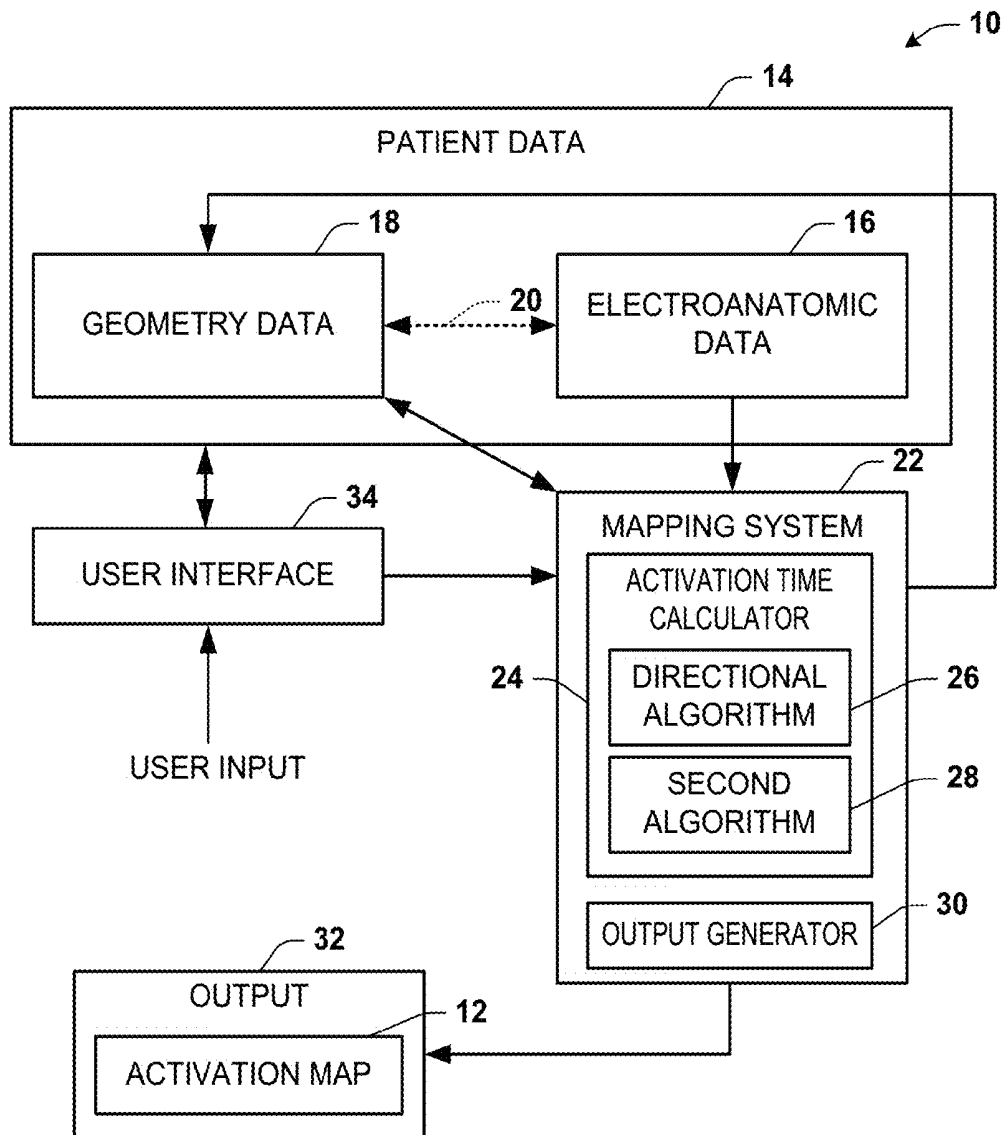 10
14
PATIENT DATA
18
16
GEOMETRY DATA
20
ELECTROANATOMIC
DATA
22
34
MAPPING SYSTEM
USER INTERFACE
ACTIVATION TIME
CALCULATOR
24
DIRECTIONAL
ALGORITHM
26
USER INPUT
SECOND
ALGORITHM
28
30
OUTPUT GENERATOR
32
OUTPUT
12
ACTIVATION MAP